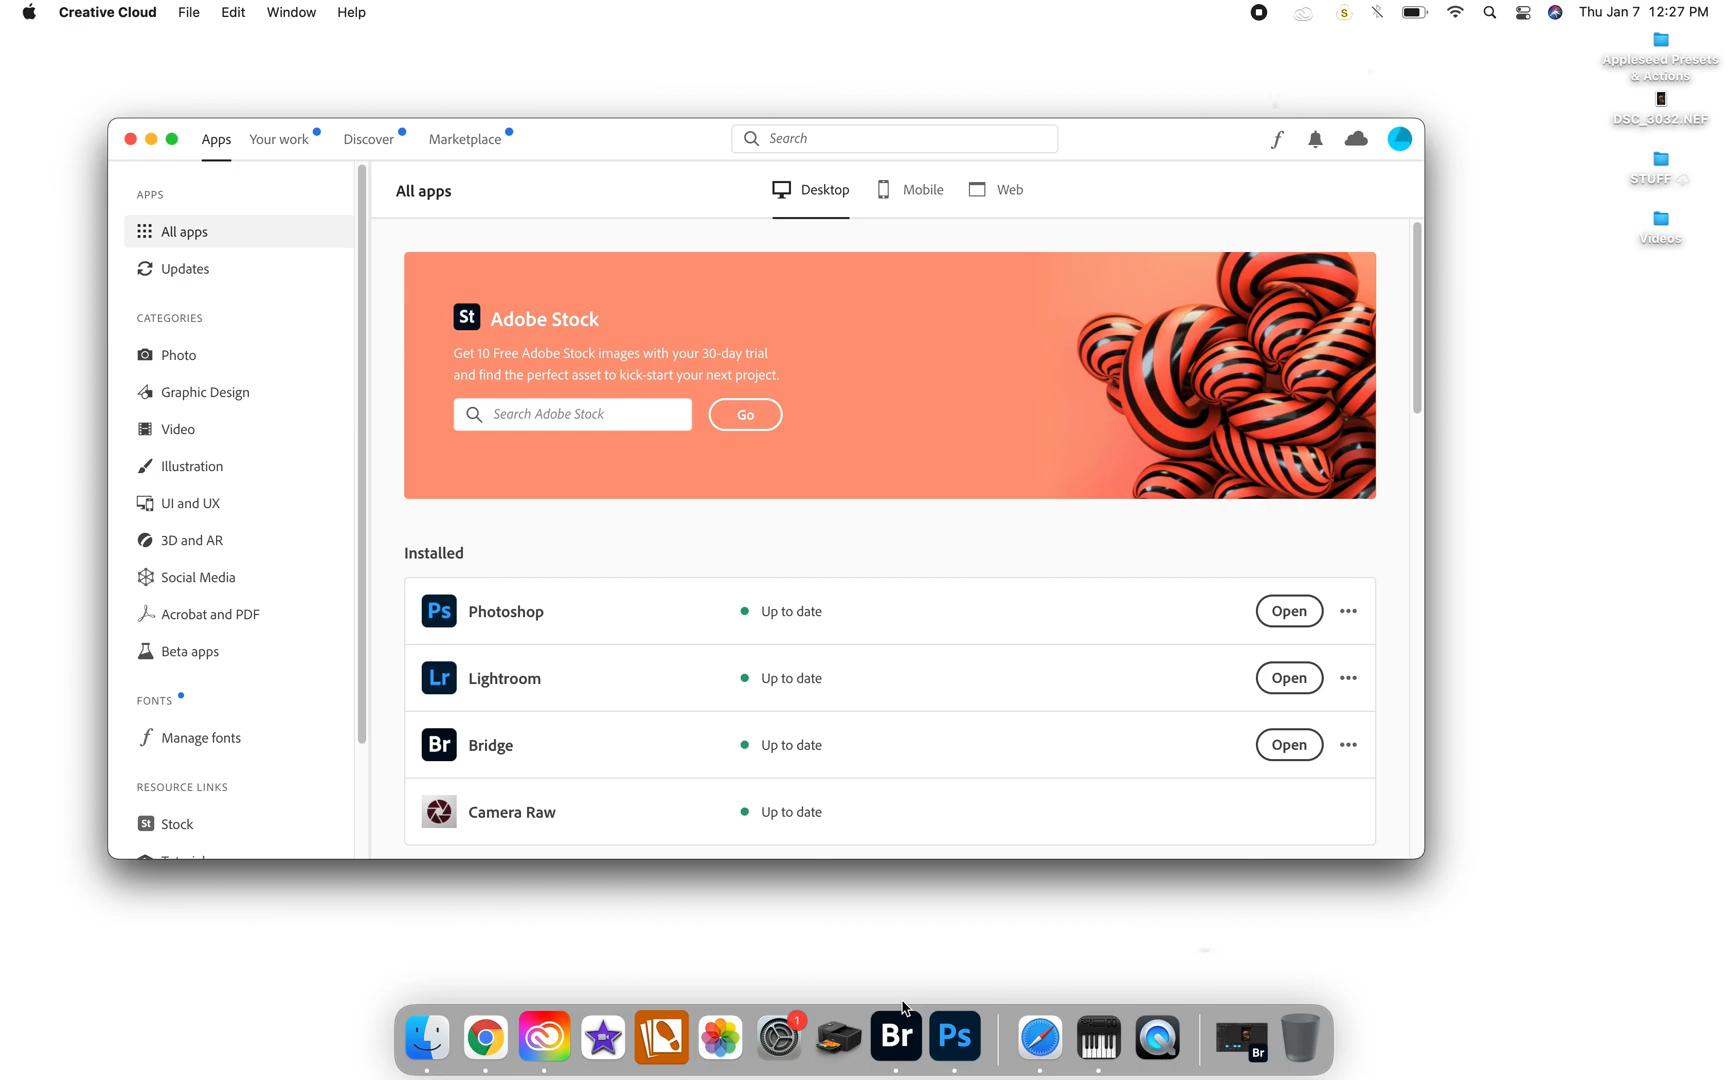 Creative Cloud File Edit Window Help
S
Thu Jan 7 12:27 PM
Appleseed Presets
& Actions
DSC_3032.NEF
STUFF
Videos
Apps Your work Discover Marketplace
Search
f
APPS
All apps
Updates
CATEGORIES
Photo
Graphic Design
Video
Illustration
UI and UX
3D and AR
Social Media
Acrobat and PDF
Beta apps
FONTS
f Manage fonts
RESOURCE LINKS
St Stock
All apps
Desktop Mobile Web
St Adobe Stock
Get 10 Free Adobe Stock images with your 30-day trial
and find the perfect asset to kick-start your next project.
Search Adobe Stock Go
Installed
Ps Photoshop Up to date Open
Lr Lightroom Up to date Open
Br Bridge Up to date Open
Camera Raw Up to date
1
Br Ps
Br